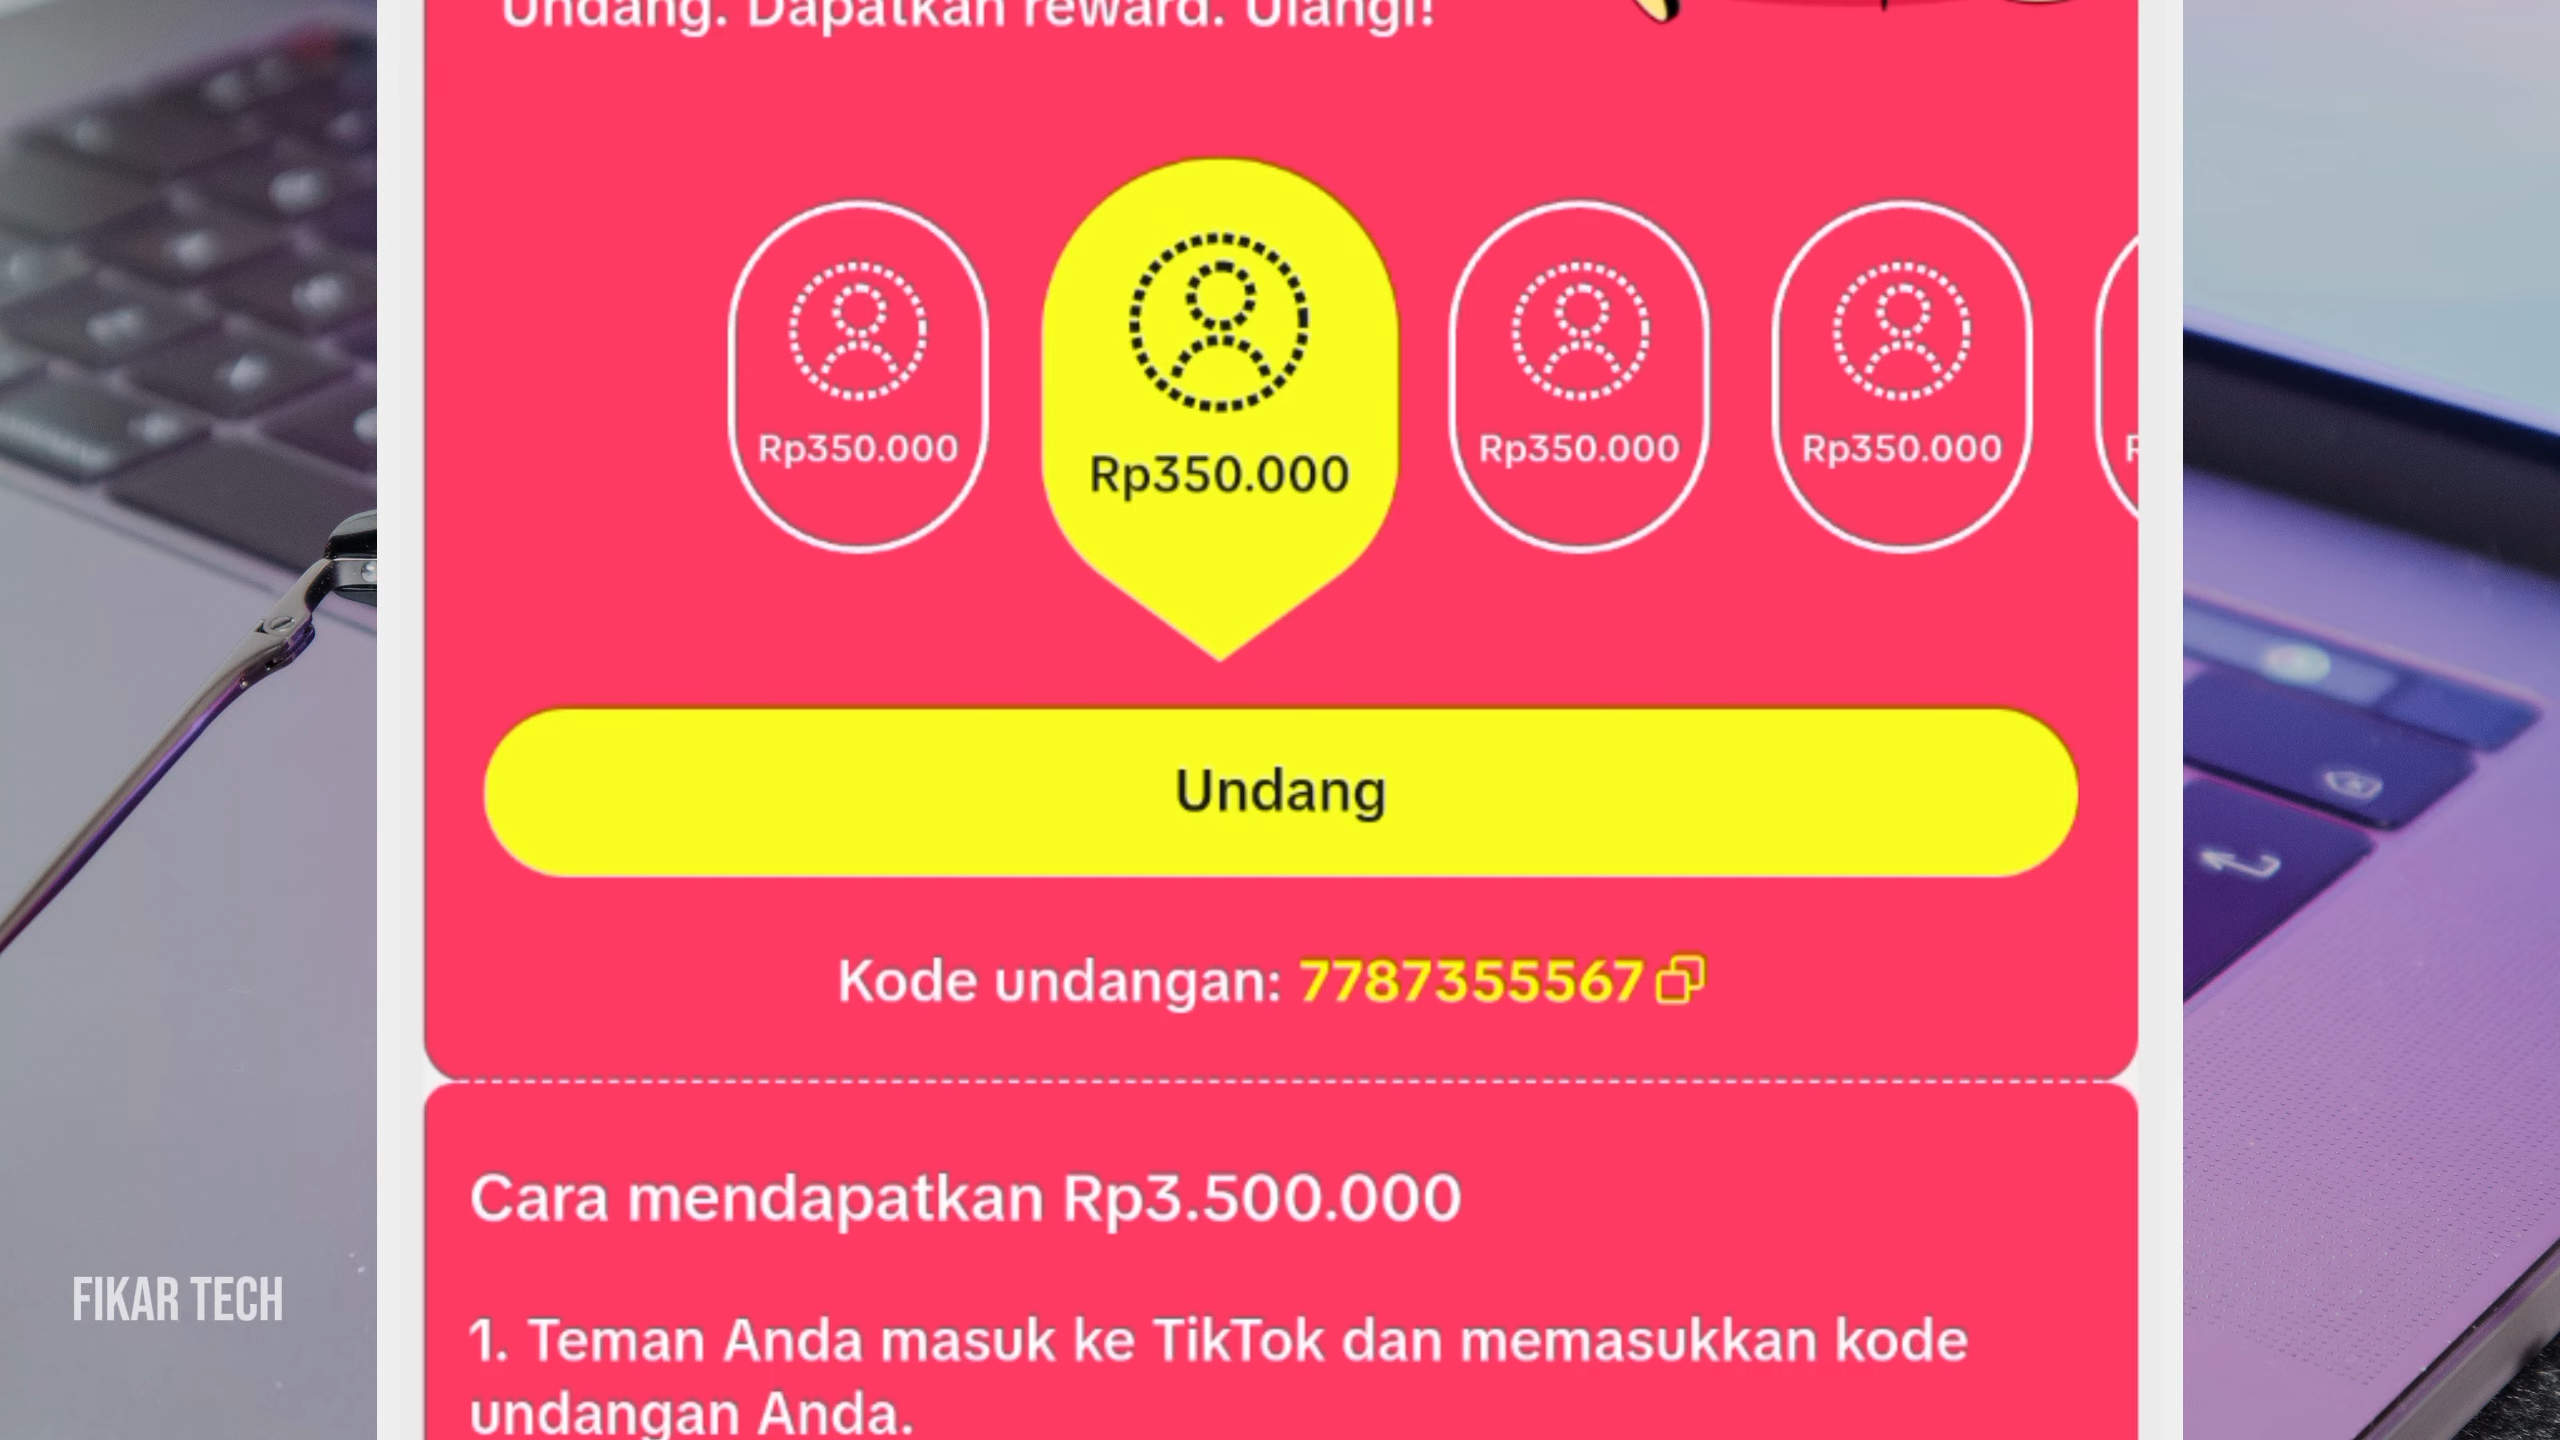 Undang. Dapatkan reward. Ulangi!
Rp350.000
Rp350.000
Rp350.000
Rp350.000
Undang
Kode undangan: 7787355567
Cara mendapatkan Rp3.500.000
1. Teman Anda masuk ke TikTok dan memasukkan kode
undangan Anda.
FIKAR TECH